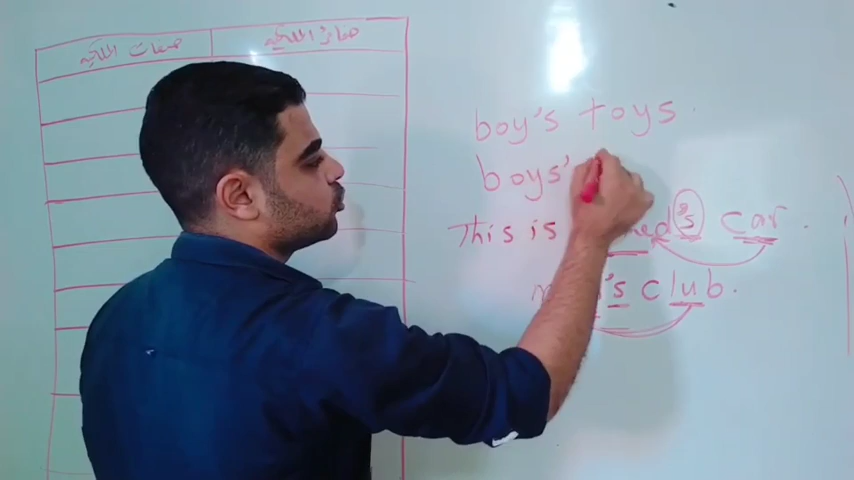 ضمائر الملكية
صفات الملكية
boy's toys
boys'
This is 's car.
's club.